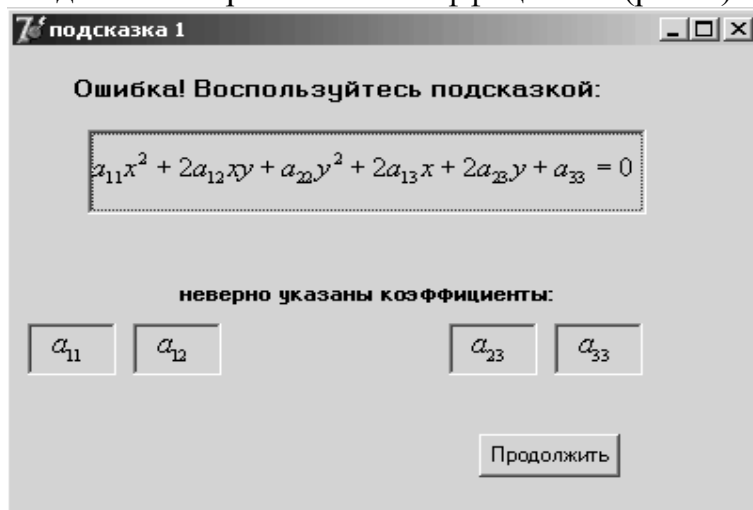 подсказка 1
Ошибка! Воспользуйтесь подсказкой:
a₁₁x² + 2a₁₂xy + a₂₂y² + 2a₁₃x + 2a₂₃y + a₃₃ = 0
неверно указаны коэффициенты:
a₁₁ a₁₂ a₂₃ a₃₃
Продолжить